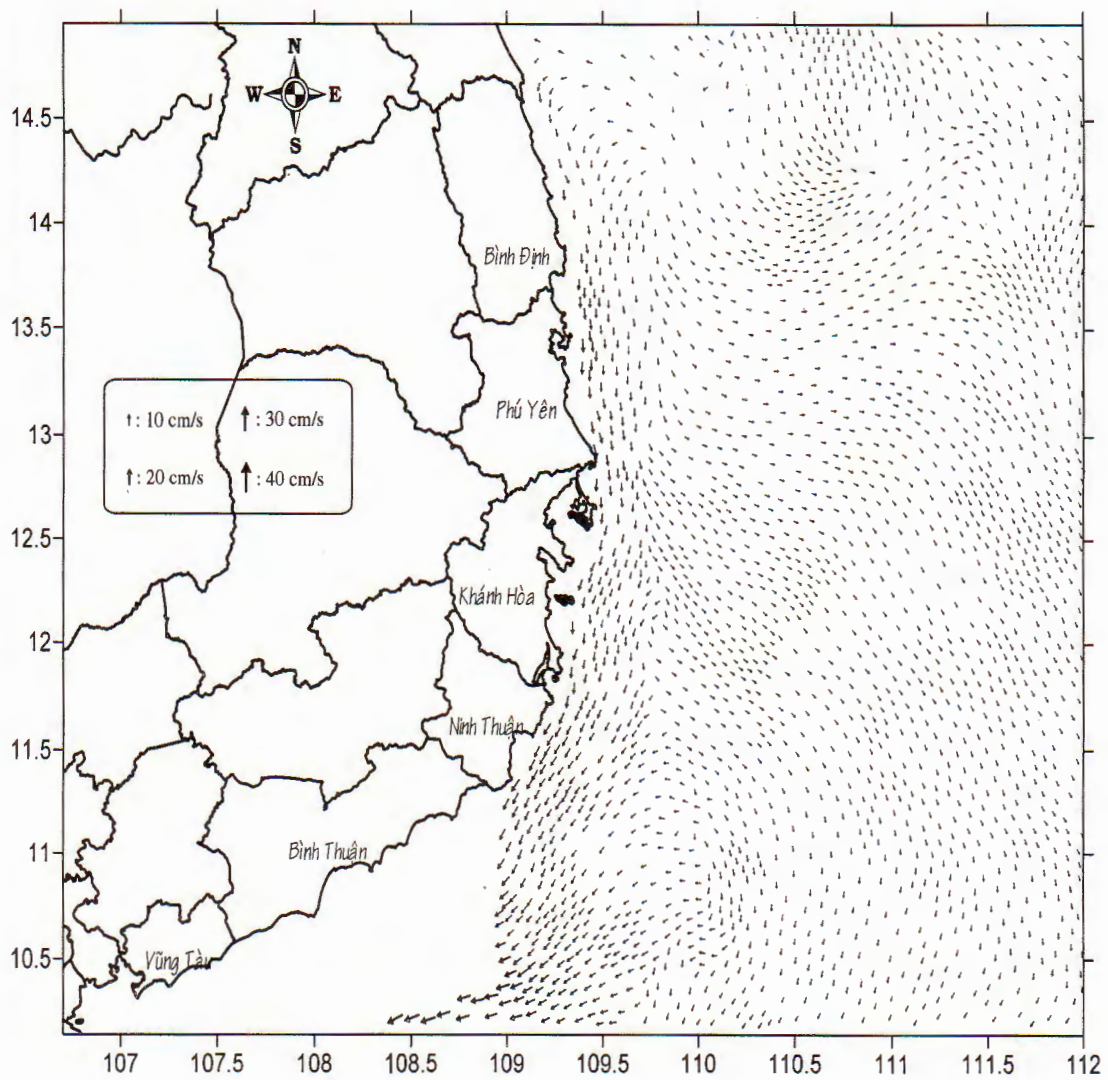 N
W E
S
14.5
14
13.5
13
12.5
12
11.5
11
10.5
Bình Định
Phú Yên
↑: 10 cm/s ↑: 30 cm/s
↑: 20 cm/s ↑: 40 cm/s
Khánh Hòa
Ninh Thuận
Bình Thuận
Vũng Tàu
107 107.5 108 108.5 109 109.5 110 110.5 111 111.5 112